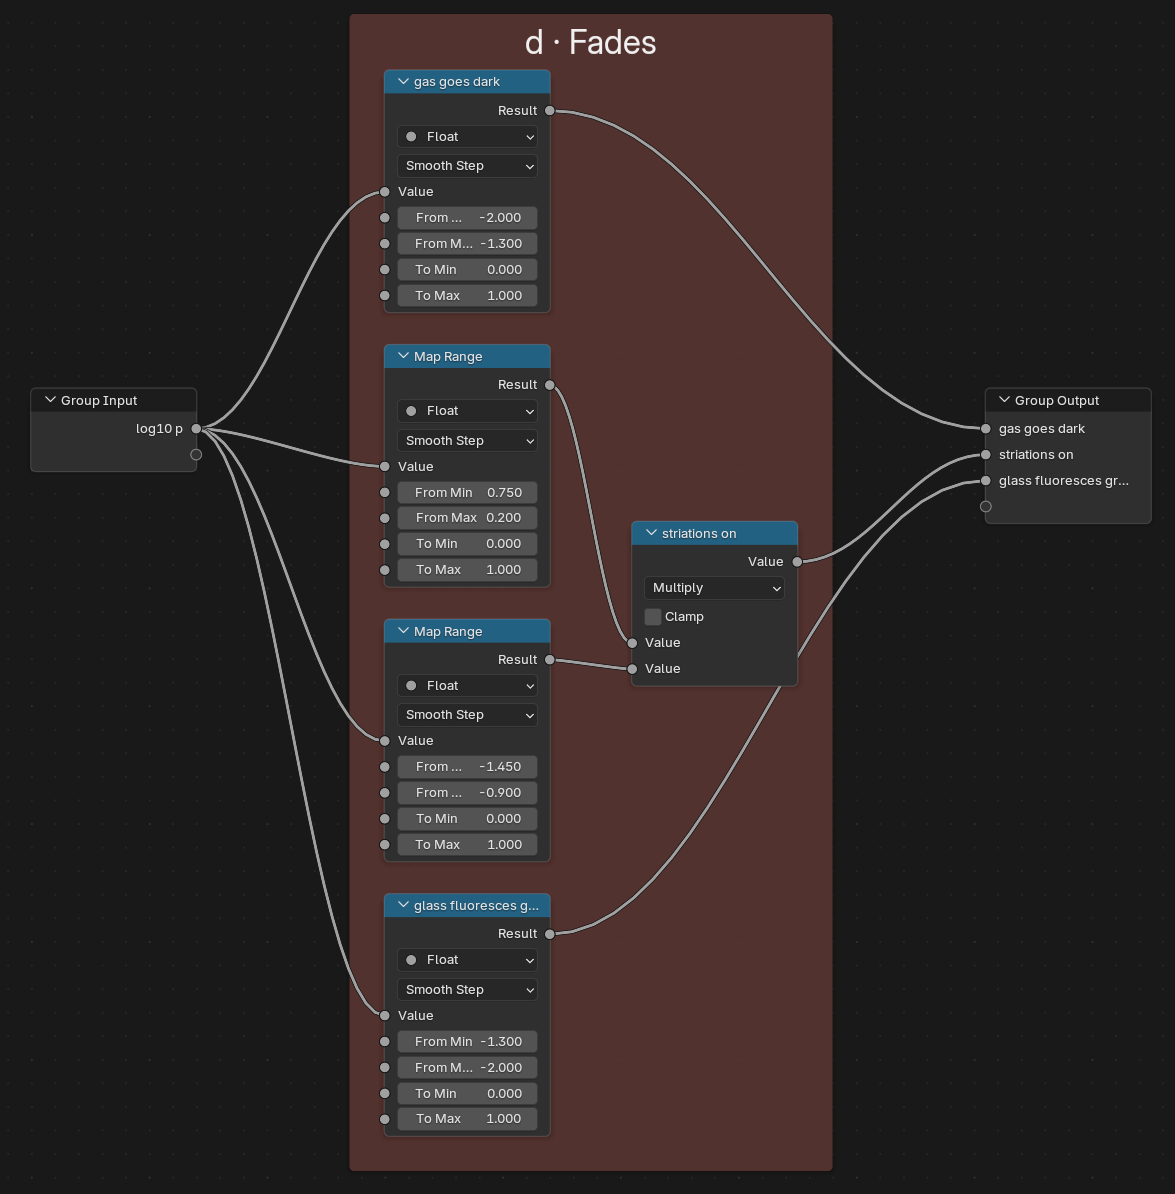 d · Fades
gas goes dark
Result
Float
Smooth Step
Value
From ... -2.000
From M... -1.300
To Min 0.000
To Max 1.000
Group Input
log10 p
Map Range
Result
Float
Smooth Step
Value
From Min 0.750
From Max 0.200
To Min 0.000
To Max 1.000
Map Range
Result
Float
Smooth Step
Value
From ... -1.450
From ... -0.900
To Min 0.000
To Max 1.000
glass fluoresces g...
Result
Float
Smooth Step
Value
From Min -1.300
From M... -2.000
To Min 0.000
To Max 1.000
striations on
Value
Multiply
Clamp
Value
Value
Group Output
gas goes dark
striations on
glass fluoresces gr...